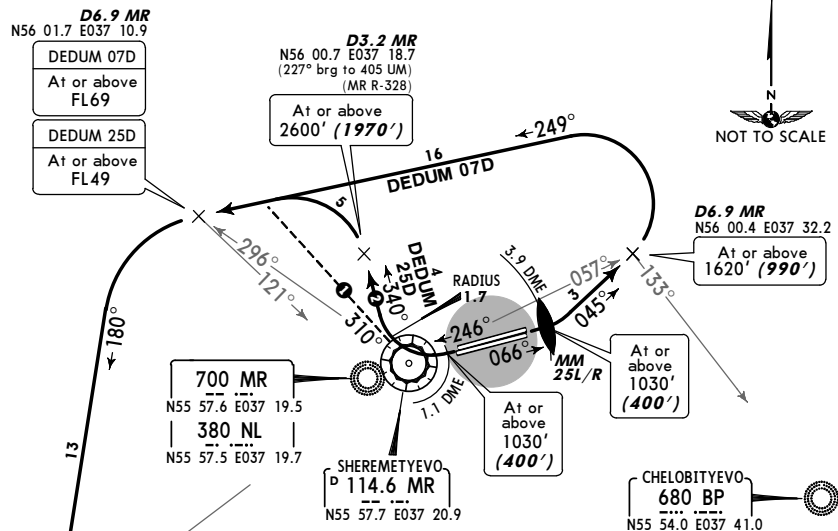 D6.9 MR
N56 01.7 E037 10.9
DEDUM 07D
At or above
FL69
DEDUM 25D
At or above
FL49
D3.2 MR
N56 00.7 E037 18.7
(227° brg to 405 UM)
(MR R-328)
At or above
2600' (1970')
N
NOT TO SCALE
249°
16
DEDUM 07D
5
D6.9 MR
N56 00.4 E037 32.2
At or above
1620' (990')
296°
121°
1
310°
2
340°
4
DEDUM
25D
RADIUS
1.7
3.9 DME
057°
3
045°
133°
246°
066°
MM
25L/R
1.1 DME
At or
above
1030'
(400')
At or
above
1030'
(400')
180°
13
700 MR
N55 57.6 E037 19.5
380 NL
N55 57.5 E037 19.7
SHEREMETYEVO
D 114.6 MR
N55 57.7 E037 20.9
CHELOBITYEVO
680 BP
N55 54.0 E037 41.0